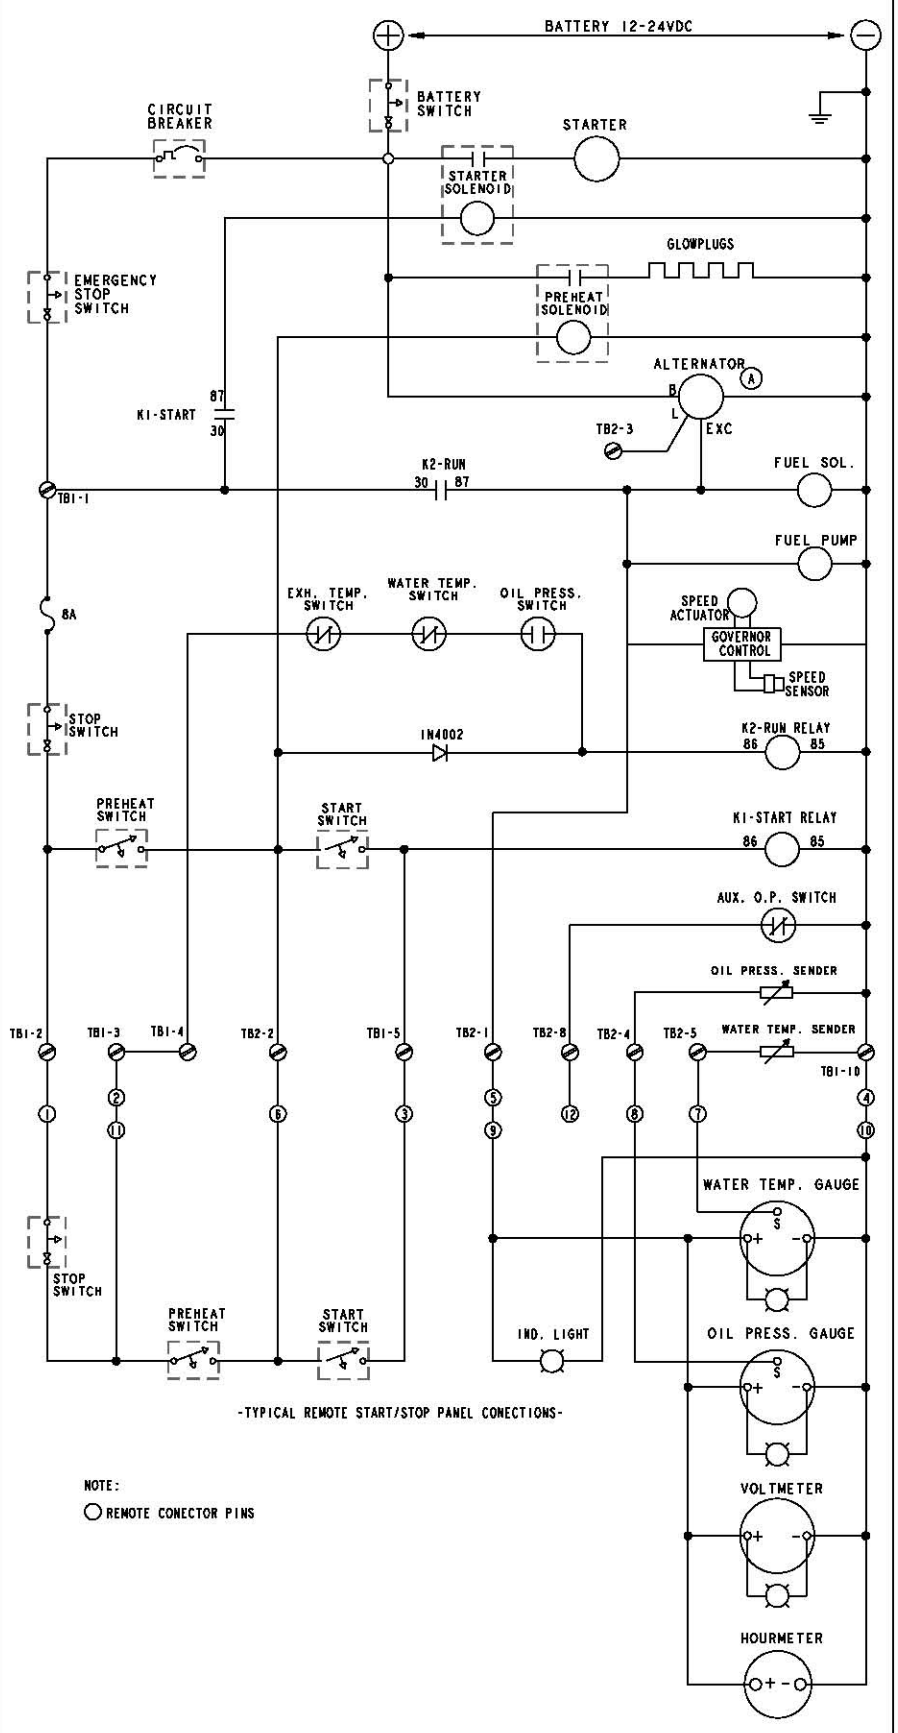 BATTERY 12-24VDC
BATTERY
SWITCH
CIRCUIT
BREAKER
STARTER
STARTER
SOLENOID
GLOWPLUGS
EMERGENCY
STOP
SWITCH
PREHEAT
SOLENOID
ALTERNATOR
A
B
L
EXC
87
K1-START
30
TB2-3
K2-RUN
30
87
FUEL SOL.
TB1-1
FUEL PUMP
EXH. TEMP.
SWITCH
WATER TEMP.
SWITCH
OIL PRESS.
SWITCH
8A
SPEED
ACTUATOR
GOVERNOR
CONTROL
SPEED
SENSOR
STOP
SWITCH
1N4002
K2-RUN RELAY
86
85
PREHEAT
SWITCH
START
SWITCH
K1-START RELAY
86
85
AUX. O.P. SWITCH
OIL PRESS. SENDER
TB1-2
TB1-3
TB1-4
TB2-2
TB1-5
TB2-1
TB2-8
TB2-4
TB2-5
WATER TEMP. SENDER
TB1-10
1
2
11
6
3
5
9
12
8
7
4
10
WATER TEMP. GAUGE
S
+
-
STOP
SWITCH
PREHEAT
SWITCH
START
SWITCH
IND. LIGHT
OIL PRESS. GAUGE
S
+
-
-TYPICAL REMOTE START/STOP PANEL CONECTIONS-
NOTE:
REMOTE CONECTOR PINS
VOLTMETER
+
-
HOURMETER
+
-